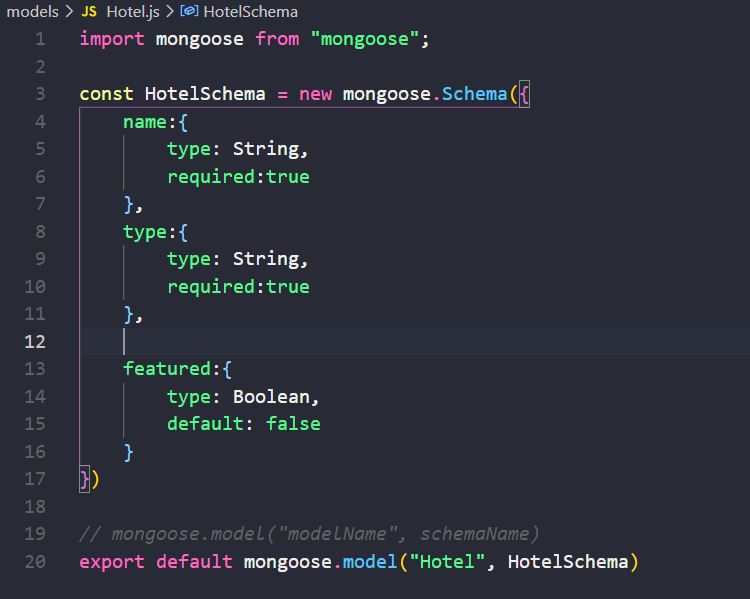 models > JS Hotel.js > HotelSchema
1 import mongoose from "mongoose";
2
3 const HotelSchema = new mongoose.Schema({
4     name:{
5         type: String,
6         required:true
7     },
8     type:{
9         type: String,
10         required:true
11     },
12
13     featured:{
14         type: Boolean,
15         default: false
16     }
17 })
18
19 // mongoose.model("modelName", schemaName)
20 export default mongoose.model("Hotel", HotelSchema)